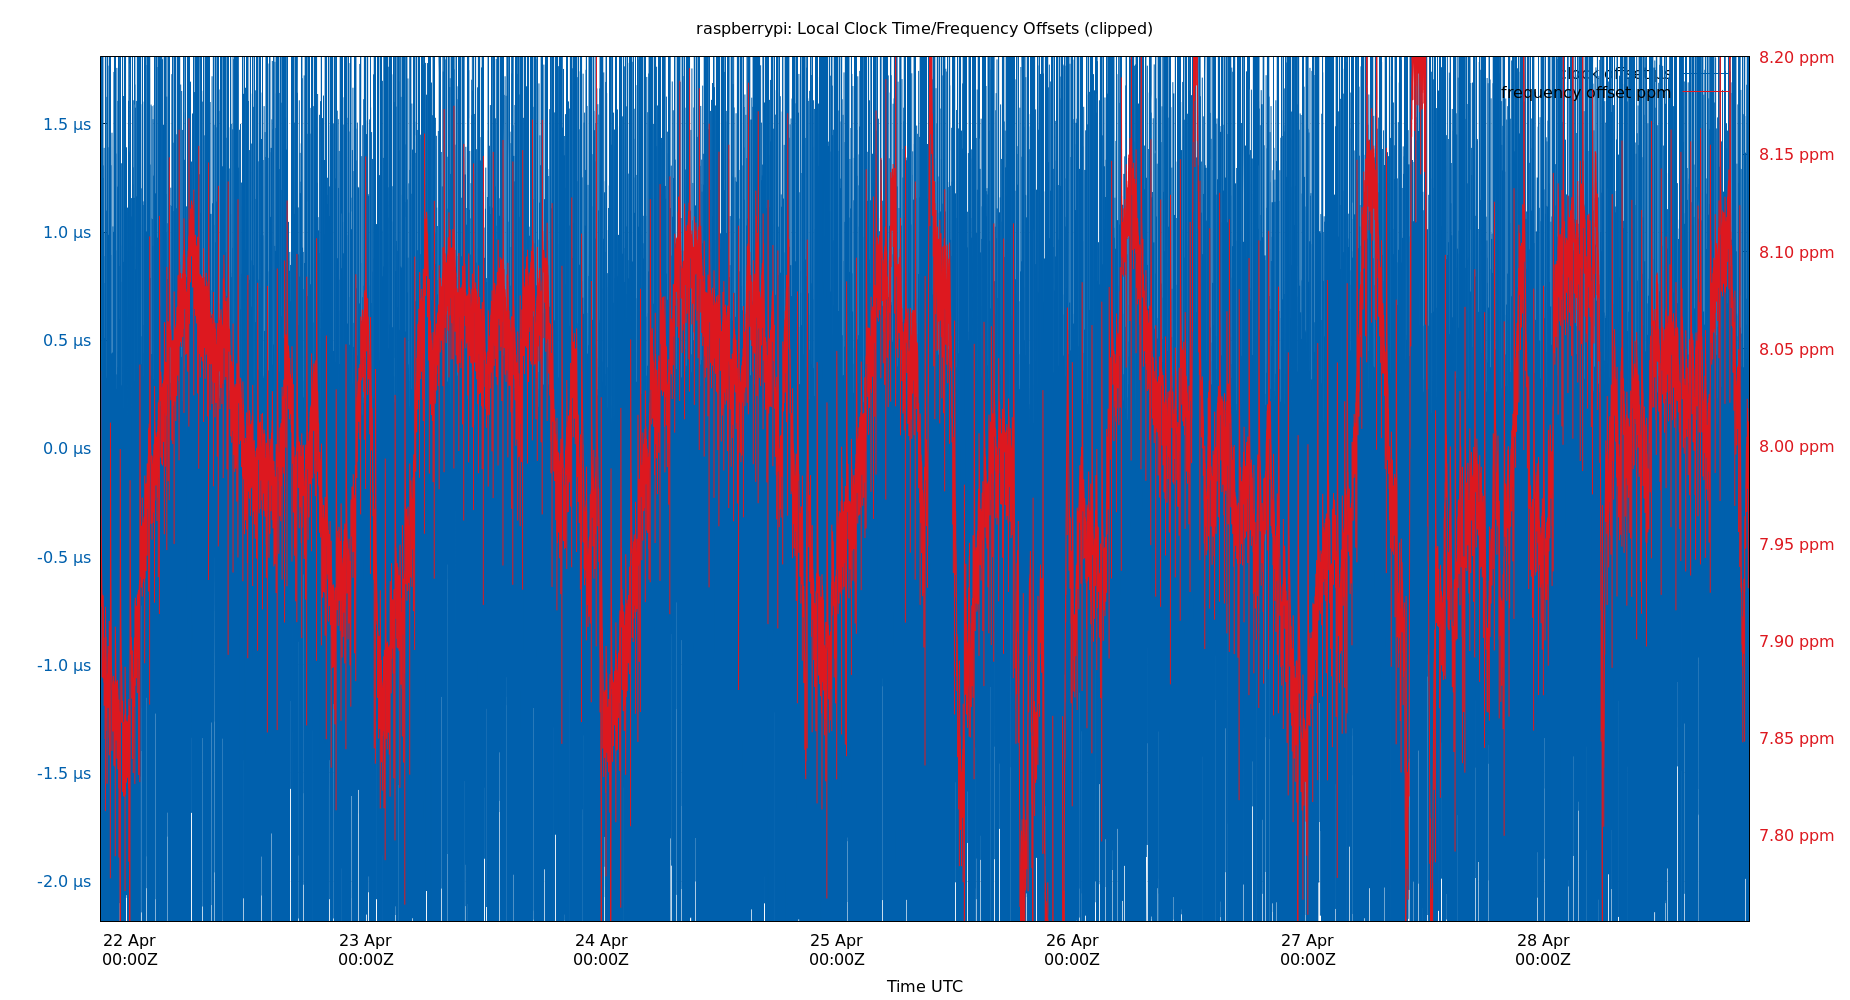 raspberrypi: Local Clock Time/Frequency Offsets (clipped)
8.20 ppm
clock offset µs
frequency offset ppm
1.5 µs
8.15 ppm
1.0 µs
8.10 ppm
0.5 µs
8.05 ppm
0.0 µs
8.00 ppm
-0.5 µs
7.95 ppm
-1.0 µs
7.90 ppm
-1.5 µs
7.85 ppm
7.80 ppm
-2.0 µs
22 Apr
00:00Z
23 Apr
00:00Z
24 Apr
00:00Z
25 Apr
00:00Z
26 Apr
00:00Z
27 Apr
00:00Z
28 Apr
00:00Z
Time UTC